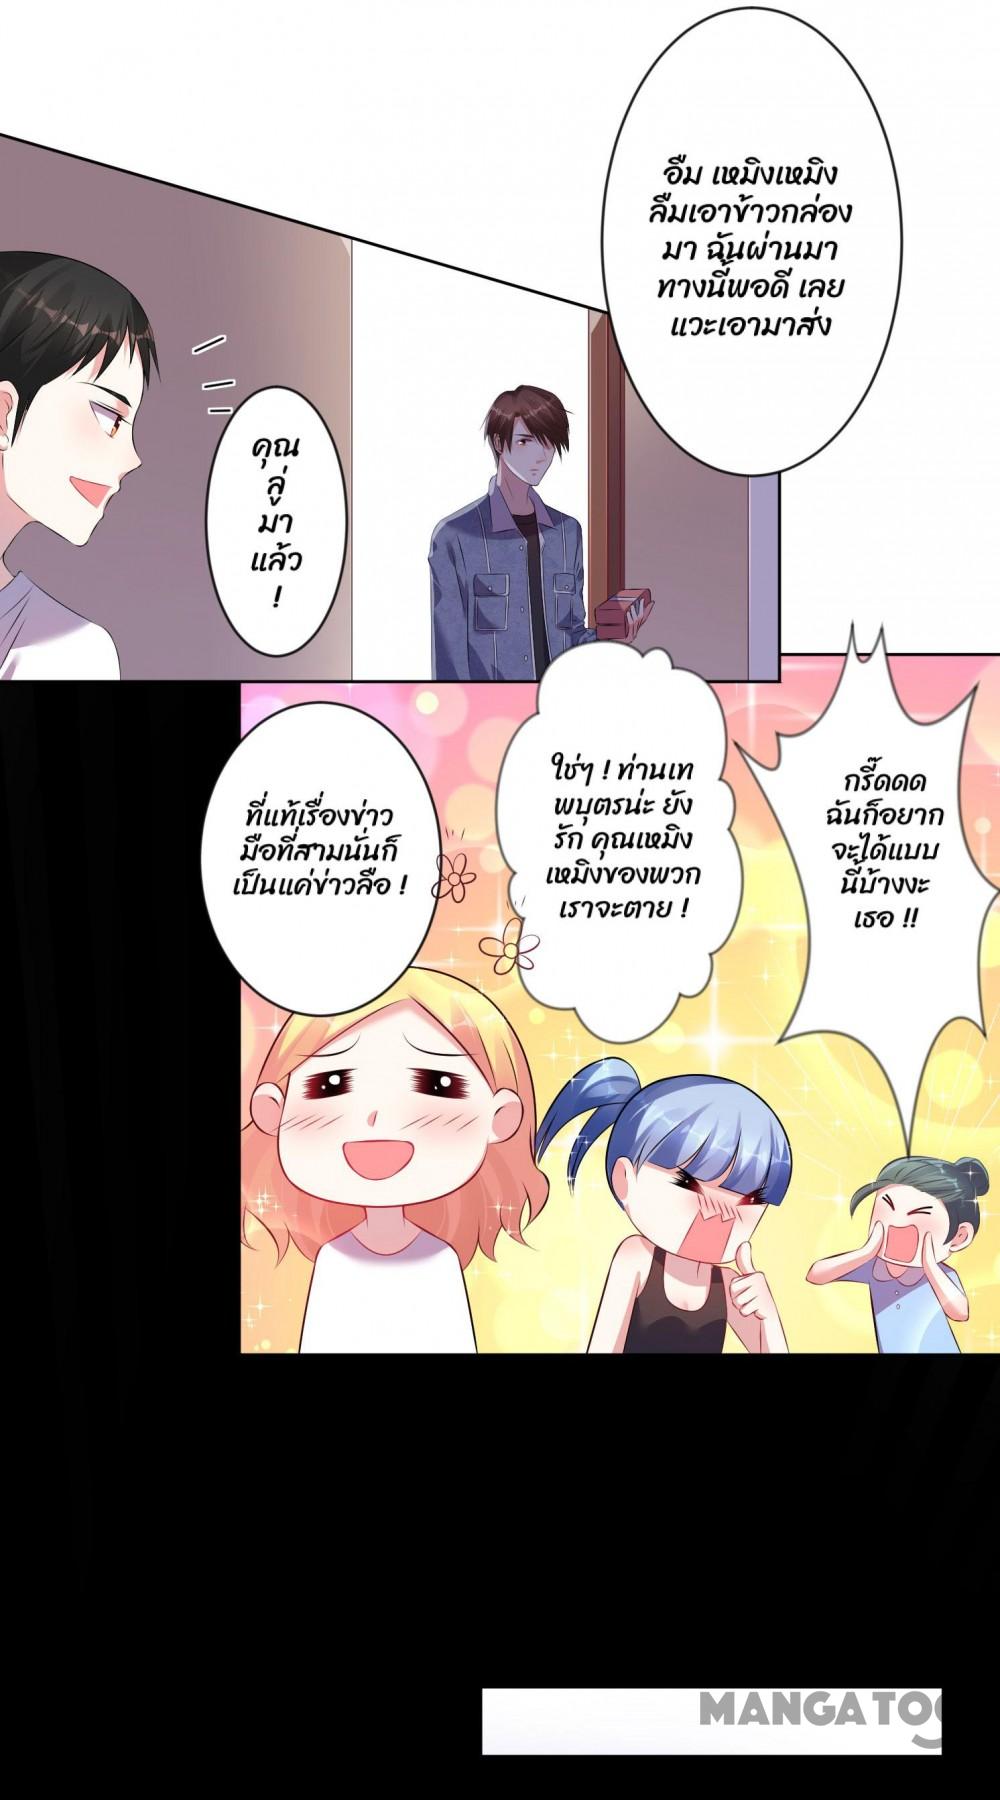 อืม เหมิงเหมิง
ลืมเอาข้าวกล่อง
มา ฉันผ่านมา
ทางนี้พอดี เลย
แวะเอามาส่ง
คุณ
ลู่
มา
แล้ว
!
ที่แท้เรื่องข่าว
มือที่สามนั่นก็
เป็นแค่ข่าวลือ !
ใช่ๆ ! ท่านเท
พบุตรน่ะ ยัง
รัก คุณเหมิง
เหมิงของพวก
เราจะตาย !
กรี๊ดดด
ฉันก็อยาก
จะได้แบบ
นี้บ้างงะ
เธอ !!
MANGATOO